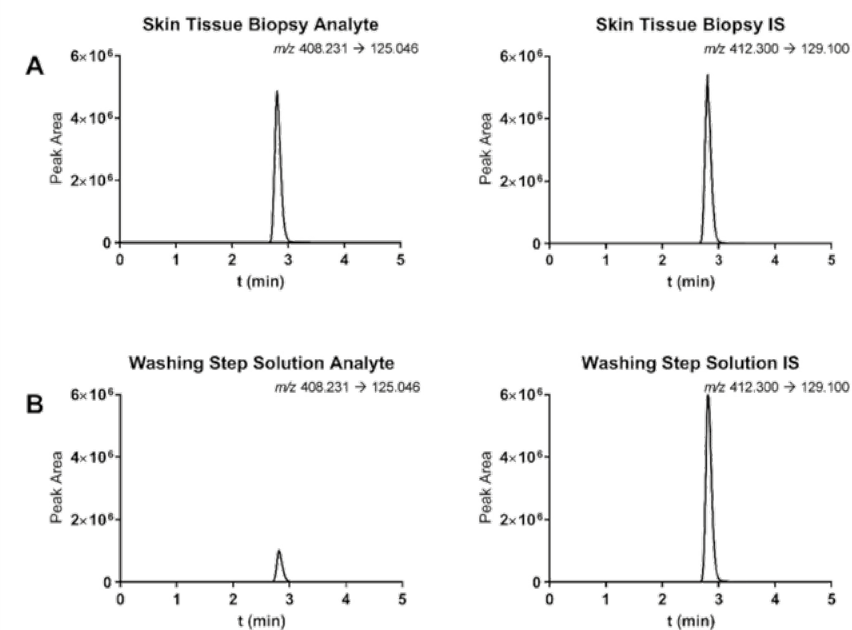 Skin Tissue Biopsy Analyte
m/z 408.231 → 125.046
A
Peak Area
6×10⁶
4×10⁶
2×10⁶
0
0 1 2 3 4 5
t (min)
Skin Tissue Biopsy IS
m/z 412.300 → 129.100
Peak Area
6×10⁶
4×10⁶
2×10⁶
0
0 1 2 3 4 5
t (min)
Washing Step Solution Analyte
m/z 408.231 → 125.046
B
Peak Area
6×10⁶
4×10⁶
2×10⁶
0
0 1 2 3 4 5
t (min)
Washing Step Solution IS
m/z 412.300 → 129.100
Peak Area
6×10⁶
4×10⁶
2×10⁶
0
0 1 2 3 4 5
t (min)